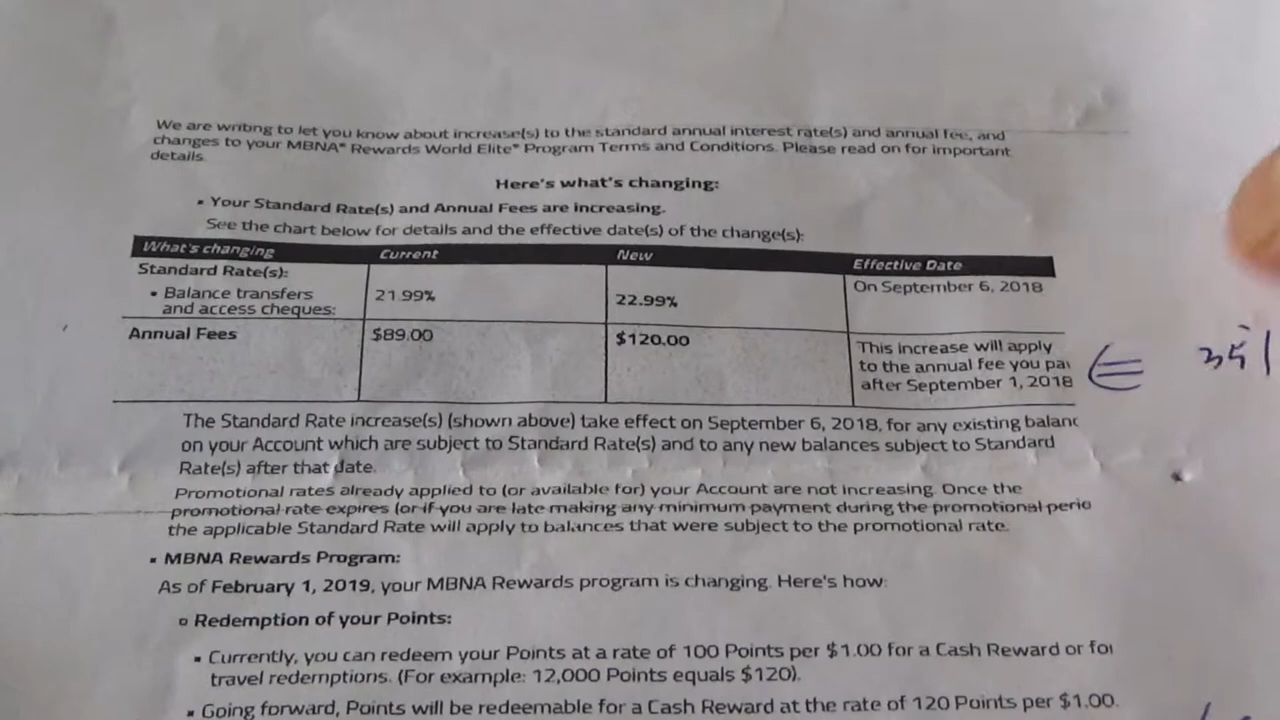 We are writing to let you know about increase(s) to the standard annual interest rate(s) and annual fee, and
changes to your MBNA® Rewards World Elite® Program Terms and Conditions. Please read on for important
details.
Here's what's changing:
▪ Your Standard Rate(s) and Annual Fees are increasing.
See the chart below for details and the effective date(s) of the change(s):
What's changing Current New Effective Date
Standard Rate(s):
• Balance transfers
and access cheques:
21.99%
22.99%
On September 6, 2018
Annual Fees
$89.00
$120.00
This increase will apply
to the annual fee you pay
after September 1, 2018
The Standard Rate increase(s) (shown above) take effect on September 6, 2018, for any existing balanc
on your Account which are subject to Standard Rate(s) and to any new balances subject to Standard
Rate(s) after that date.
Promotional rates already applied to (or available for) your Account are not increasing. Once the
promotional rate expires (or if you are late making any minimum payment during the promotional perio
the applicable Standard Rate will apply to balances that were subject to the promotional rate.
▪ MBNA Rewards Program:
As of February 1, 2019, your MBNA Rewards program is changing. Here's how:
o Redemption of your Points:
▪ Currently, you can redeem your Points at a rate of 100 Points per $1.00 for a Cash Reward or for
travel redemptions. (For example: 12,000 Points equals $120).
▪ Going forward, Points will be redeemable for a Cash Reward at the rate of 120 Points per $1.00.